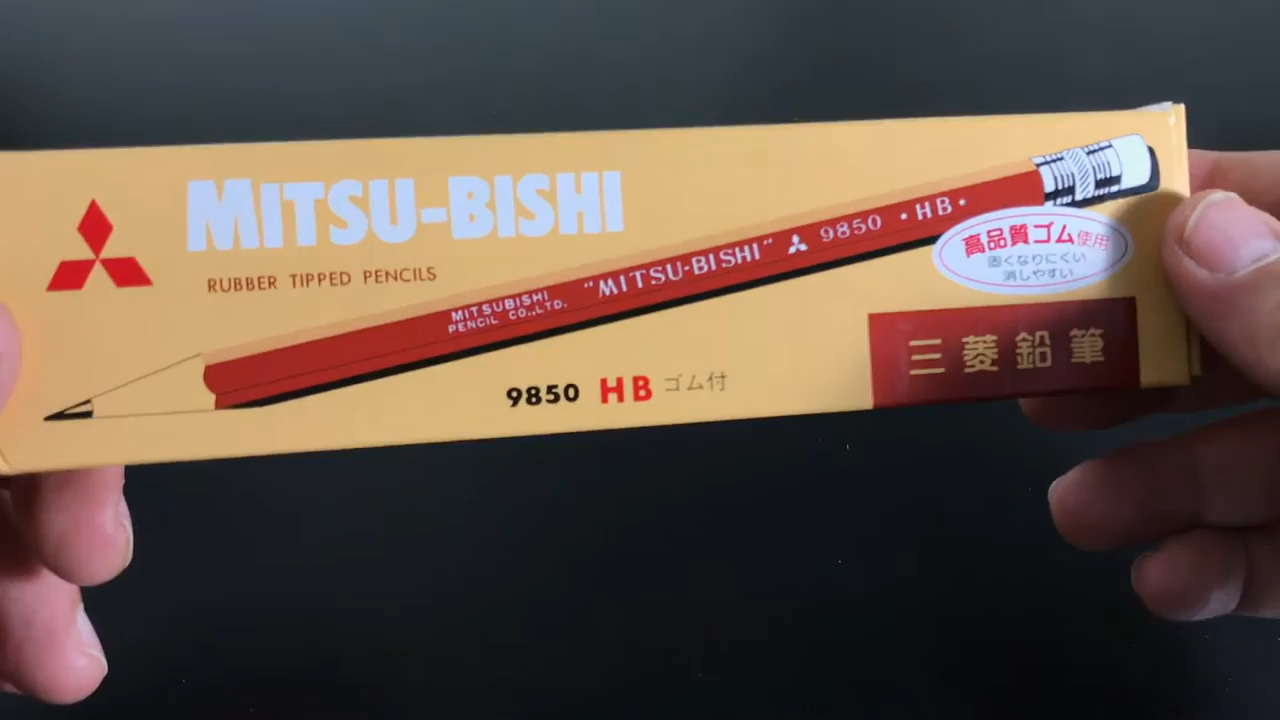 MITSU-BISHI
RUBBER TIPPED PENCILS
MITSUBISHI
PENCIL CO.,LTD.
"MITSU-BISHI" 9850 ・HB・
高品質ゴム使用
固くなりにくい
消しやすい
三菱鉛筆
9850 HB ゴム付